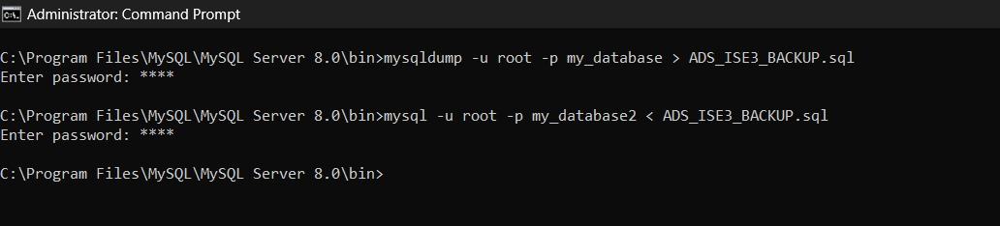 Administrator: Command Prompt
C:\Program Files\MySQL\MySQL Server 8.0\bin>mysqldump -u root -p my_database > ADS_ISE3_BACKUP.sql
Enter password: ****
C:\Program Files\MySQL\MySQL Server 8.0\bin>mysql -u root -p my_database2 < ADS_ISE3_BACKUP.sql
Enter password: ****
C:\Program Files\MySQL\MySQL Server 8.0\bin>